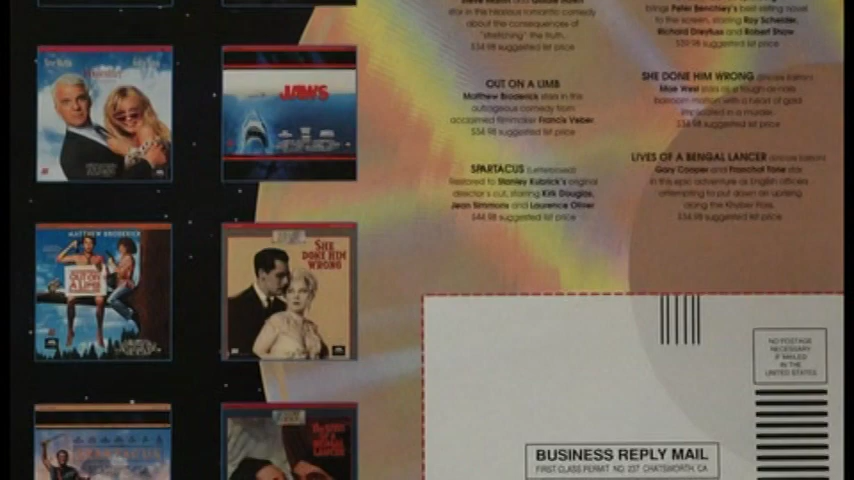 Steve Martin and Goldie Hawn
star in this hilarious romantic comedy
about the consequences of
"stretching" the truth.
$34.98 suggested list price
OUT ON A LIMB
Matthew Broderick stars in this
outrageous comedy from
acclaimed filmmaker Francis Veber.
$34.98 suggested list price
SPARTACUS (Letterboxed)
Restored to Stanley Kubrick's original
director's cut, starring Kirk Douglas,
Jean Simmons and Laurence Olivier.
$44.98 suggested list price
brings Peter Benchley's best selling novel
to the screen, starring Roy Scheider,
Richard Dreyfuss and Robert Shaw.
$39.98 suggested list price
SHE DONE HIM WRONG
Mae West stars as a tough-as-nails
ballroom matron with a heart of gold
implicated in a murder.
$34.98 suggested list price
LIVES OF A BENGAL LANCER
Gary Cooper and Franchot Tone star
in this epic adventure as English officers
attempting to put down an uprising
along the Khyber Pass.
$34.98 suggested list price
JAWS
MATTHEW BRODERICK
OUT ON
A LIMB
SHE
DONE HIM
WRONG
NO POSTAGE
NECESSARY
IF MAILED
IN THE
UNITED STATES
BUSINESS REPLY MAIL
FIRST CLASS PERMIT NO. 237 CHATSWORTH, CA